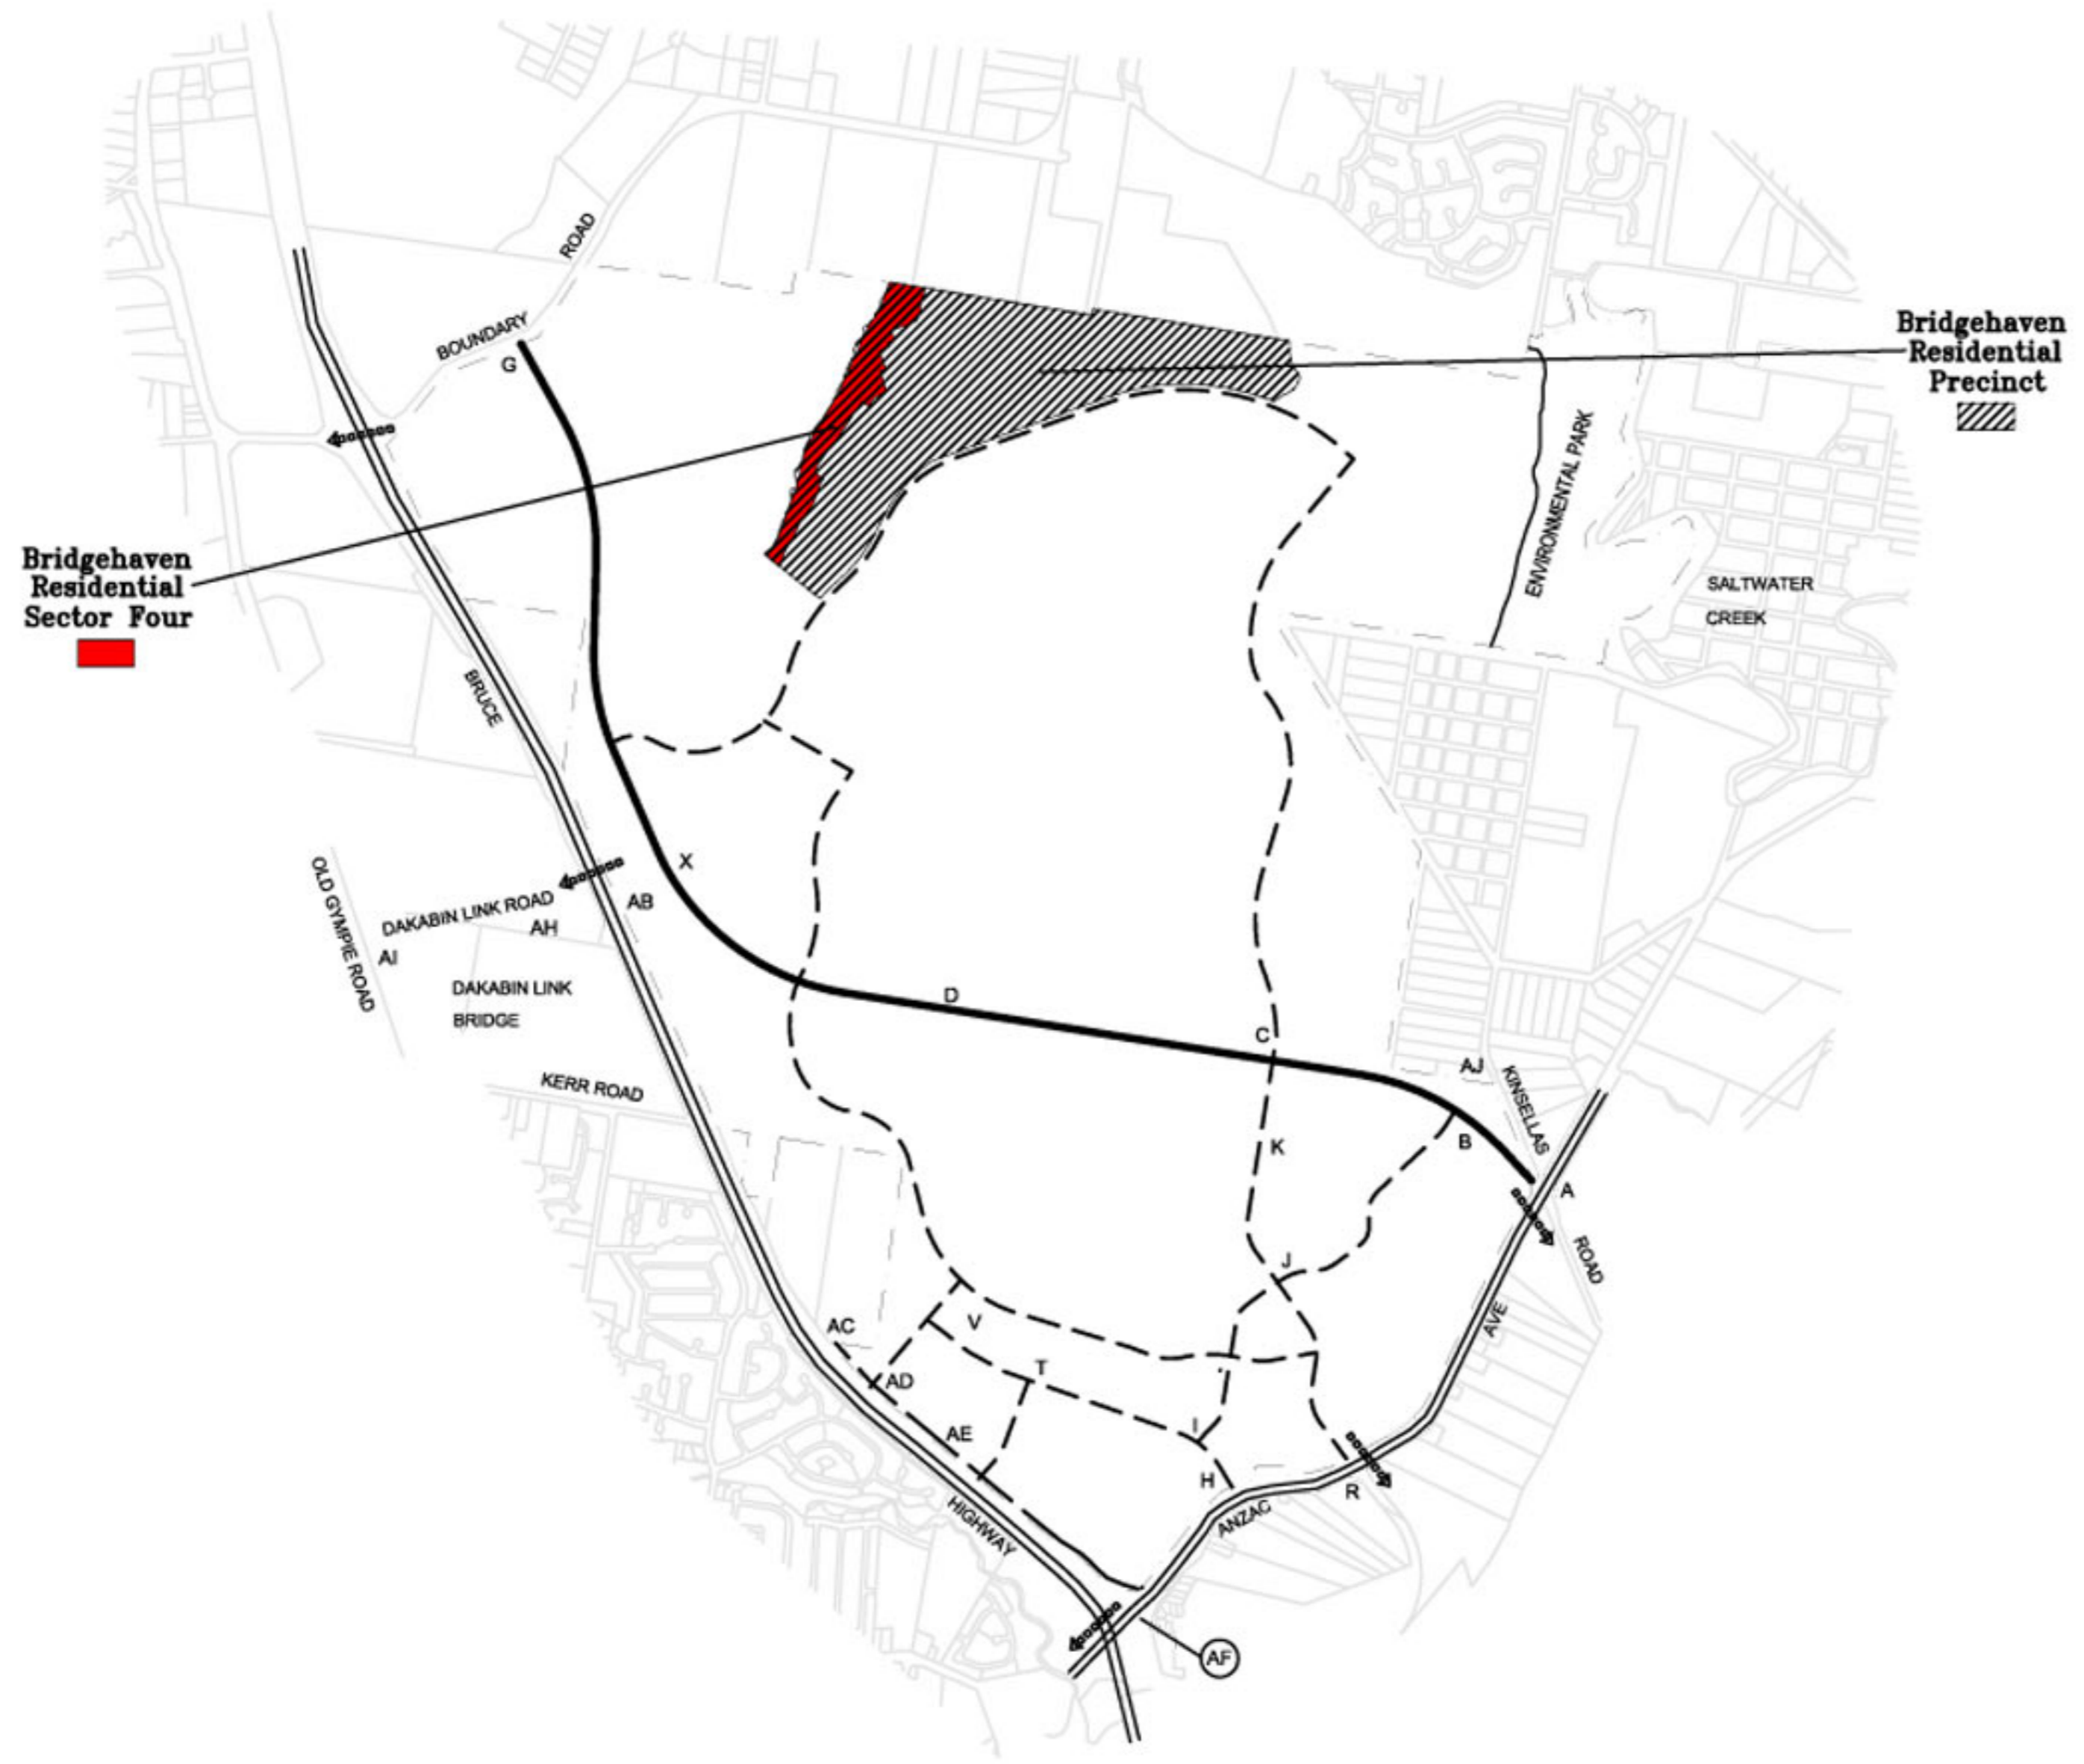 ROAD
BOUNDARY
G
Bridgehaven
Residential
Precinct
ENVIRONMENTAL PARK
Bridgehaven
Residential
Sector Four
SALTWATER
CREEK
BRUCE
X
OLD GYMPIE ROAD
DAKABIN LINK ROAD
AB
AH
AI
DAKABIN LINK
BRIDGE
D
C
AJ
KINSELLAS
KERR ROAD
K
B
A
J
ROAD
AVE
AC
V
T
AD
I
AE
H
R
HIGHWAY
ANZAC
AF